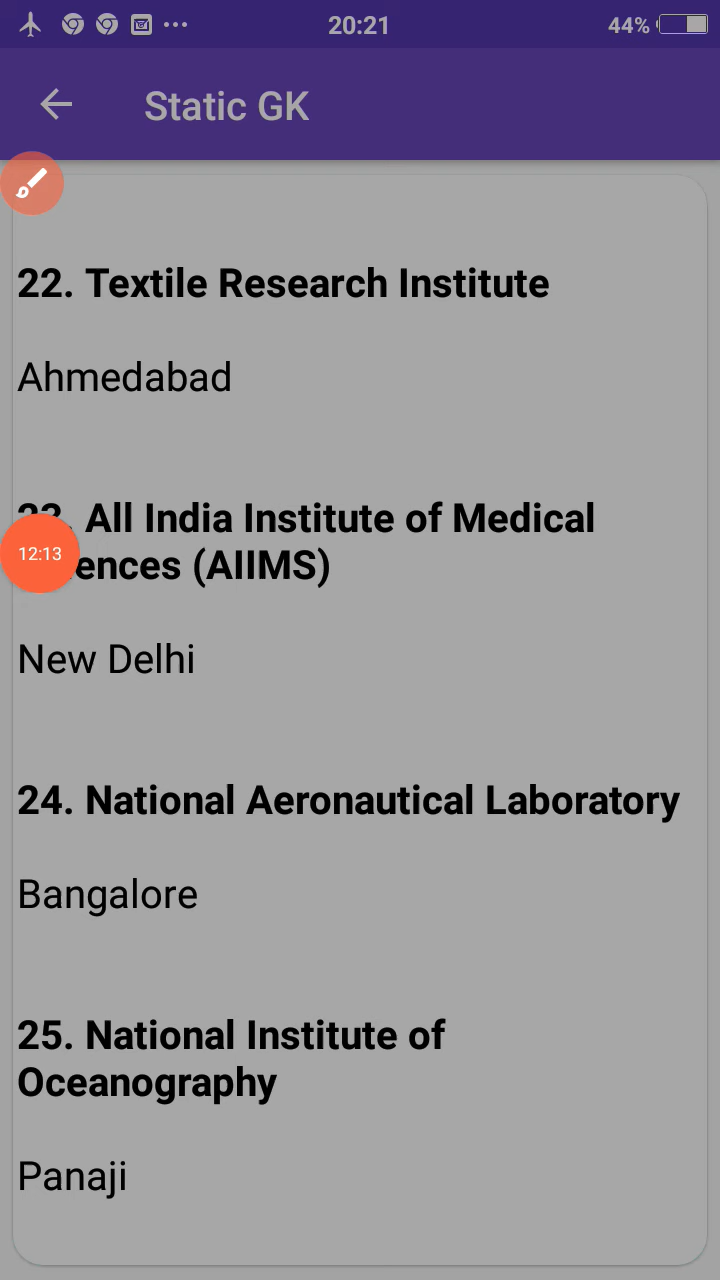 20:21
44%
Static GK
22. Textile Research Institute
Ahmedabad
All India Institute of Medical
12:13
(AIIMS)
New Delhi
24. National Aeronautical Laboratory
Bangalore
25. National Institute of
Oceanography
Panaji